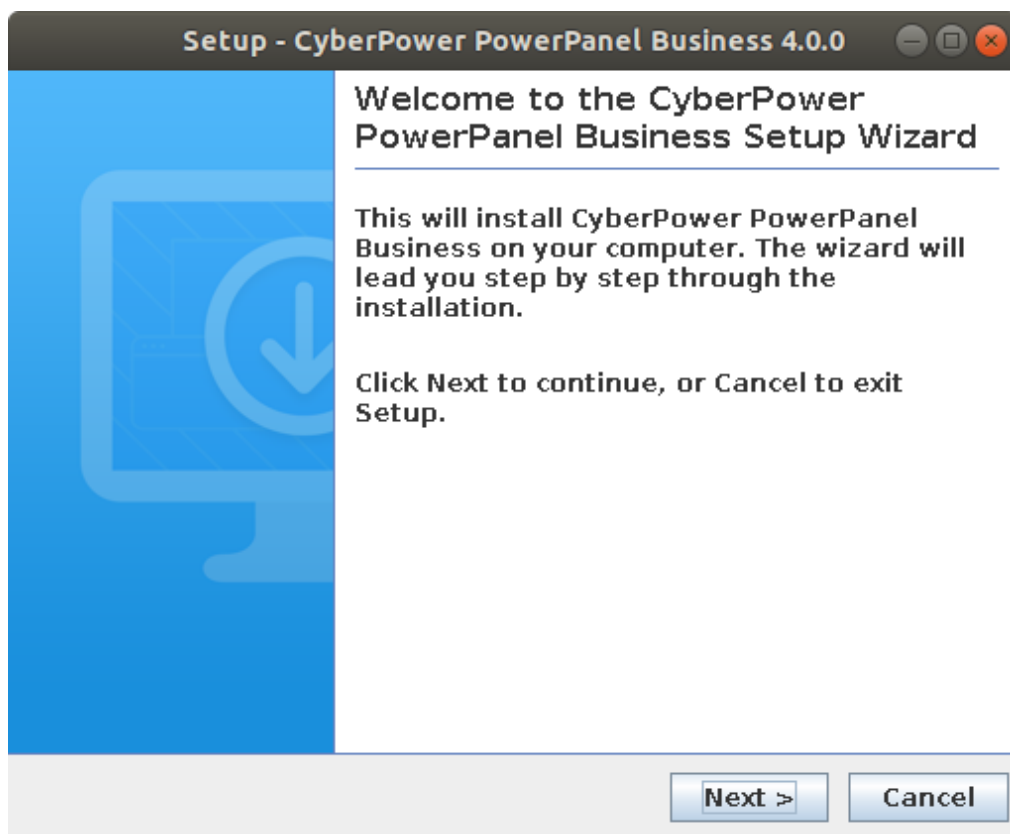 Setup - CyberPower PowerPanel Business 4.0.0
Welcome to the CyberPower
PowerPanel Business Setup Wizard
This will install CyberPower PowerPanel
Business on your computer. The wizard will
lead you step by step through the
installation.
Click Next to continue, or Cancel to exit
Setup.
Next >
Cancel